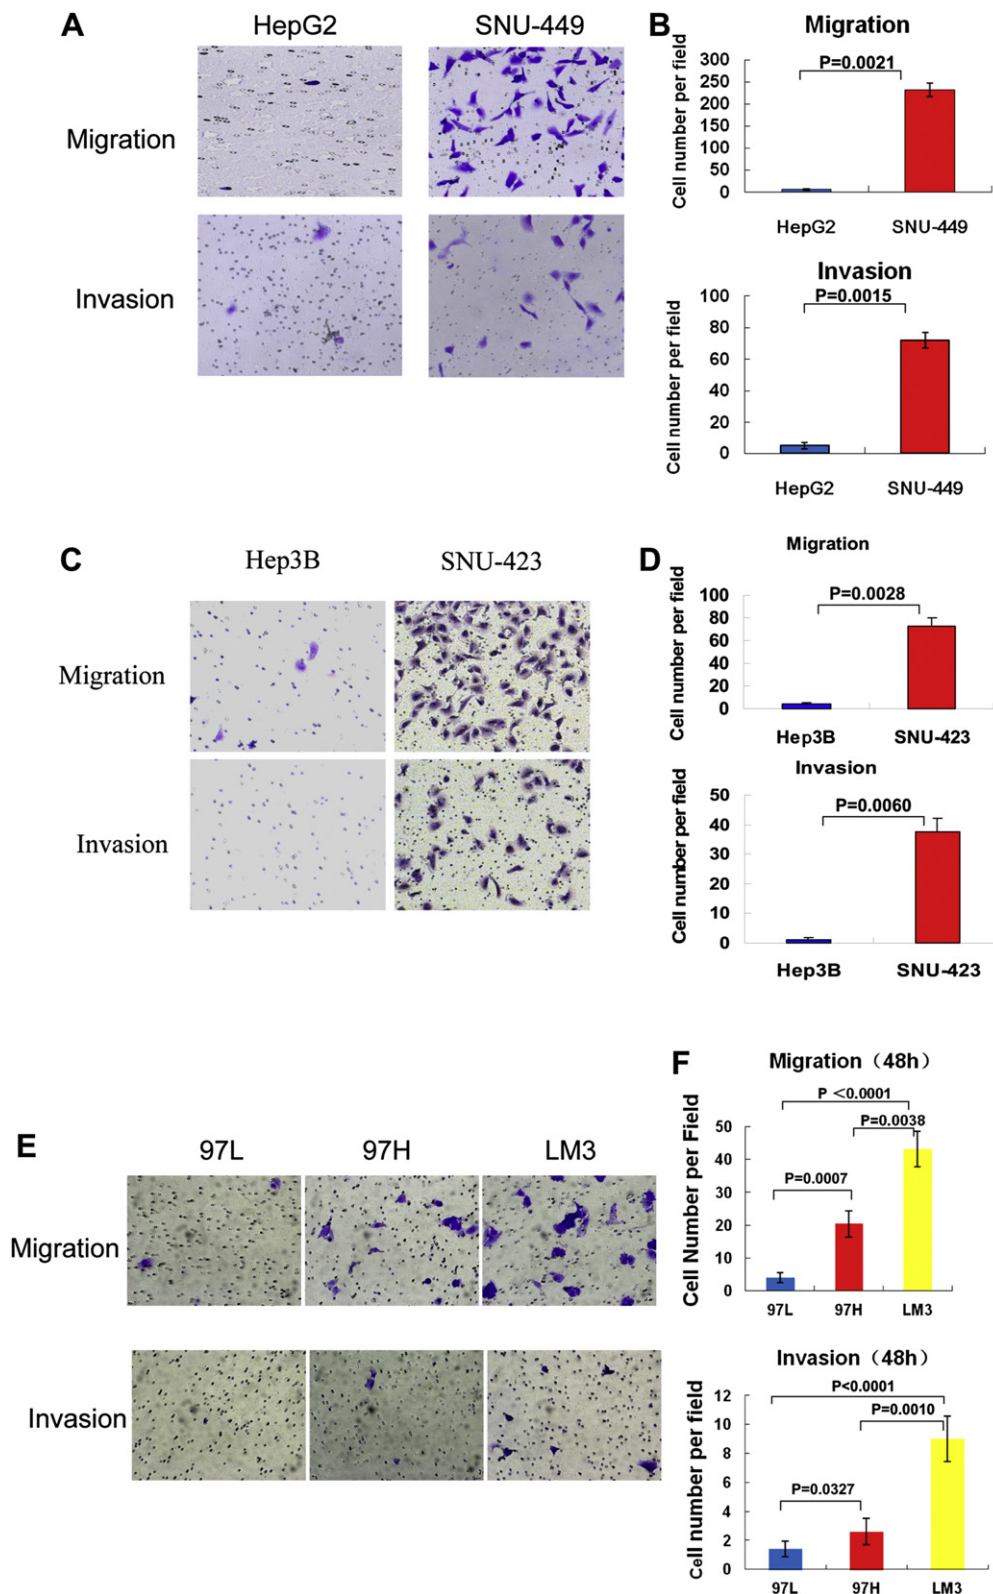 A
HepG2
SNU-449
Migration
Invasion
B
Migration
Cell number per field
300
250
200
150
100
50
0
P=0.0021
HepG2
SNU-449
Invasion
Cell number per field
100
80
60
40
20
0
P=0.0015
HepG2
SNU-449
C
Hep3B
SNU-423
Migration
Invasion
D
Migration
Cell number per field
100
80
60
40
20
0
P=0.0028
Hep3B
SNU-423
Invasion
Cell number per field
50
40
30
20
10
0
P=0.0060
Hep3B
SNU-423
E
97L
97H
LM3
Migration
Invasion
F
Migration（48h）
Cell Number per Field
50
40
30
20
10
0
P <0.0001
P=0.0038
P=0.0007
97L
97H
LM3
Invasion（48h）
Cell number per field
12
10
8
6
4
2
0
P<0.0001
P=0.0010
P=0.0327
97L
97H
LM3